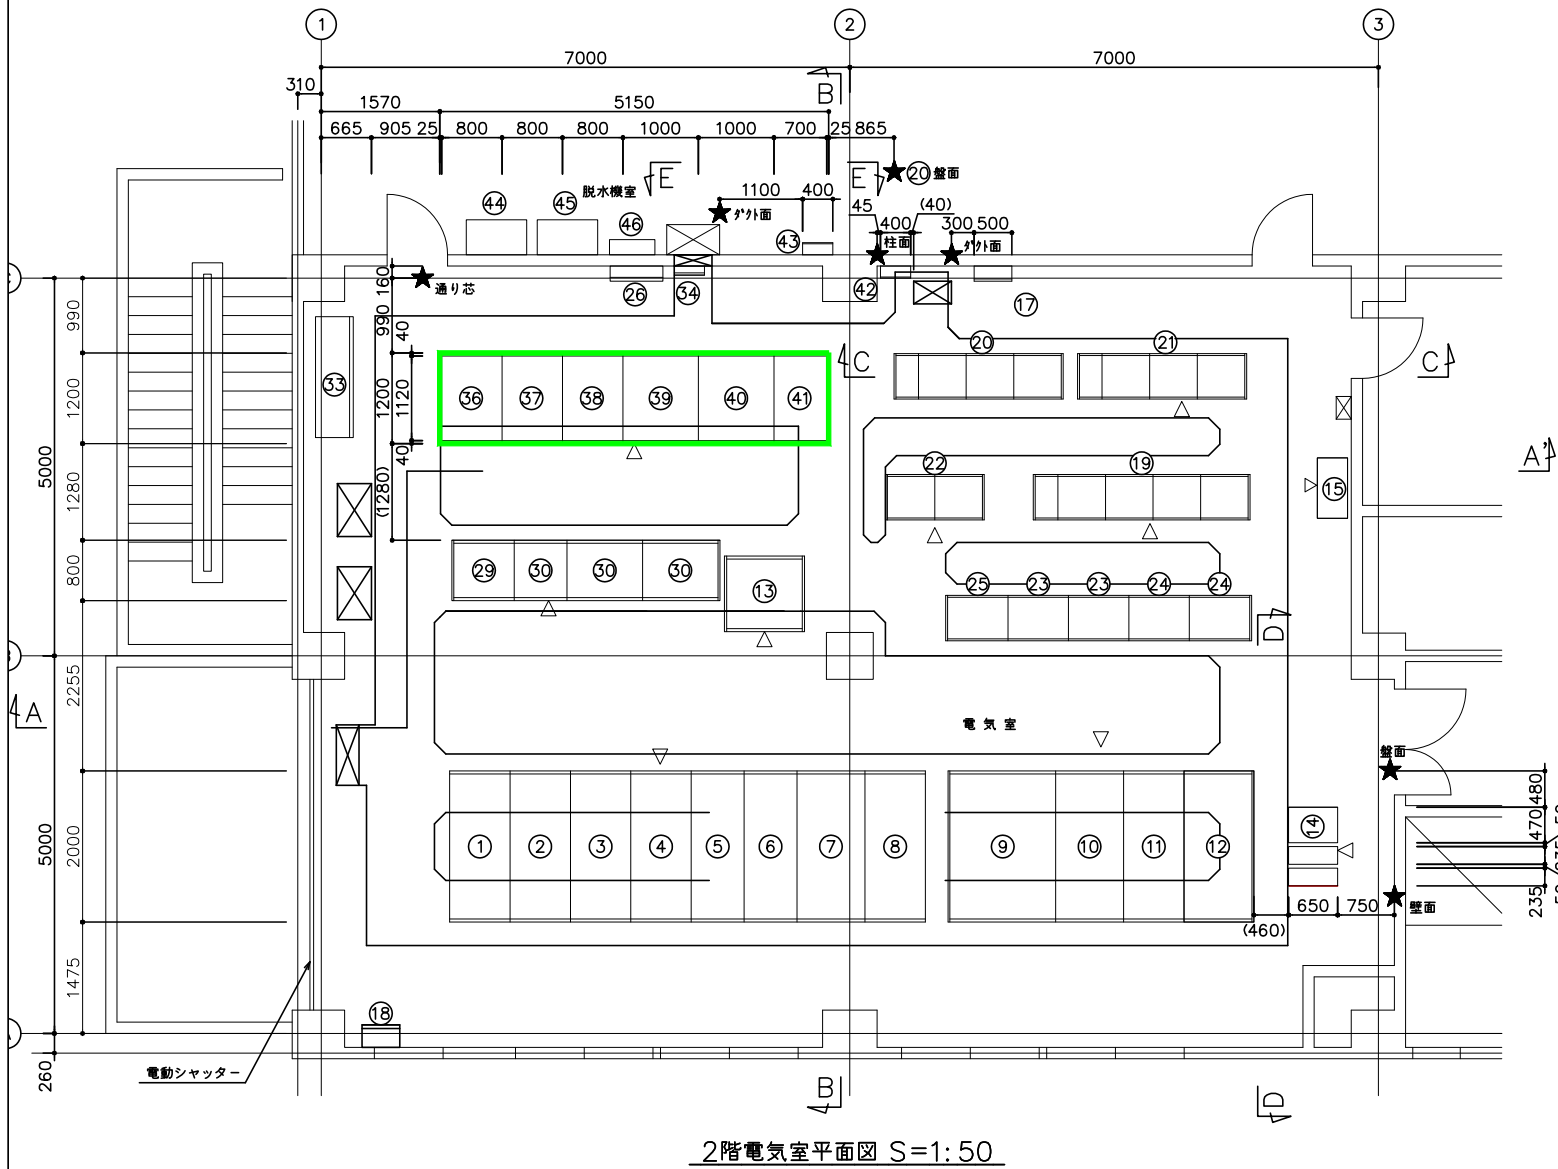 ① ② ③
7000 7000
310
B
1570 5150
665 905 25 800 800 800 1000 1000 700 25 865
E E ⑳ 盤面
脱水機室
1100 400
ダクト面
45 400 (40) 300 500
柱面 ダクト面
㊹ ㊺ ㊻ ㊸
160
通り芯
㉖ ㉞ ㊷ ⑰
990 990 40
⑳ ㉑
C C
㉝ ㊱ ㊲ ㊳ ㊴ ㊵ ㊶
1200 1200 1120
40
5000 1280 (1280)
㉒ ⑲ ⑮ A'
800
㉙ ㉚ ㉚ ㉚ ⑬
㉕ ㉓ ㉓ ㉔ ㉔
D
B
2255
A
電気室
盤面
480
5000 2000
① ② ③ ④ ⑤ ⑥ ⑦ ⑧ ⑨ ⑩ ⑪ ⑫ ⑭
470
235
壁面
650 750
(460)
1475
⑱
260
電動シャッター
B D
2階電気室平面図 S=1:50